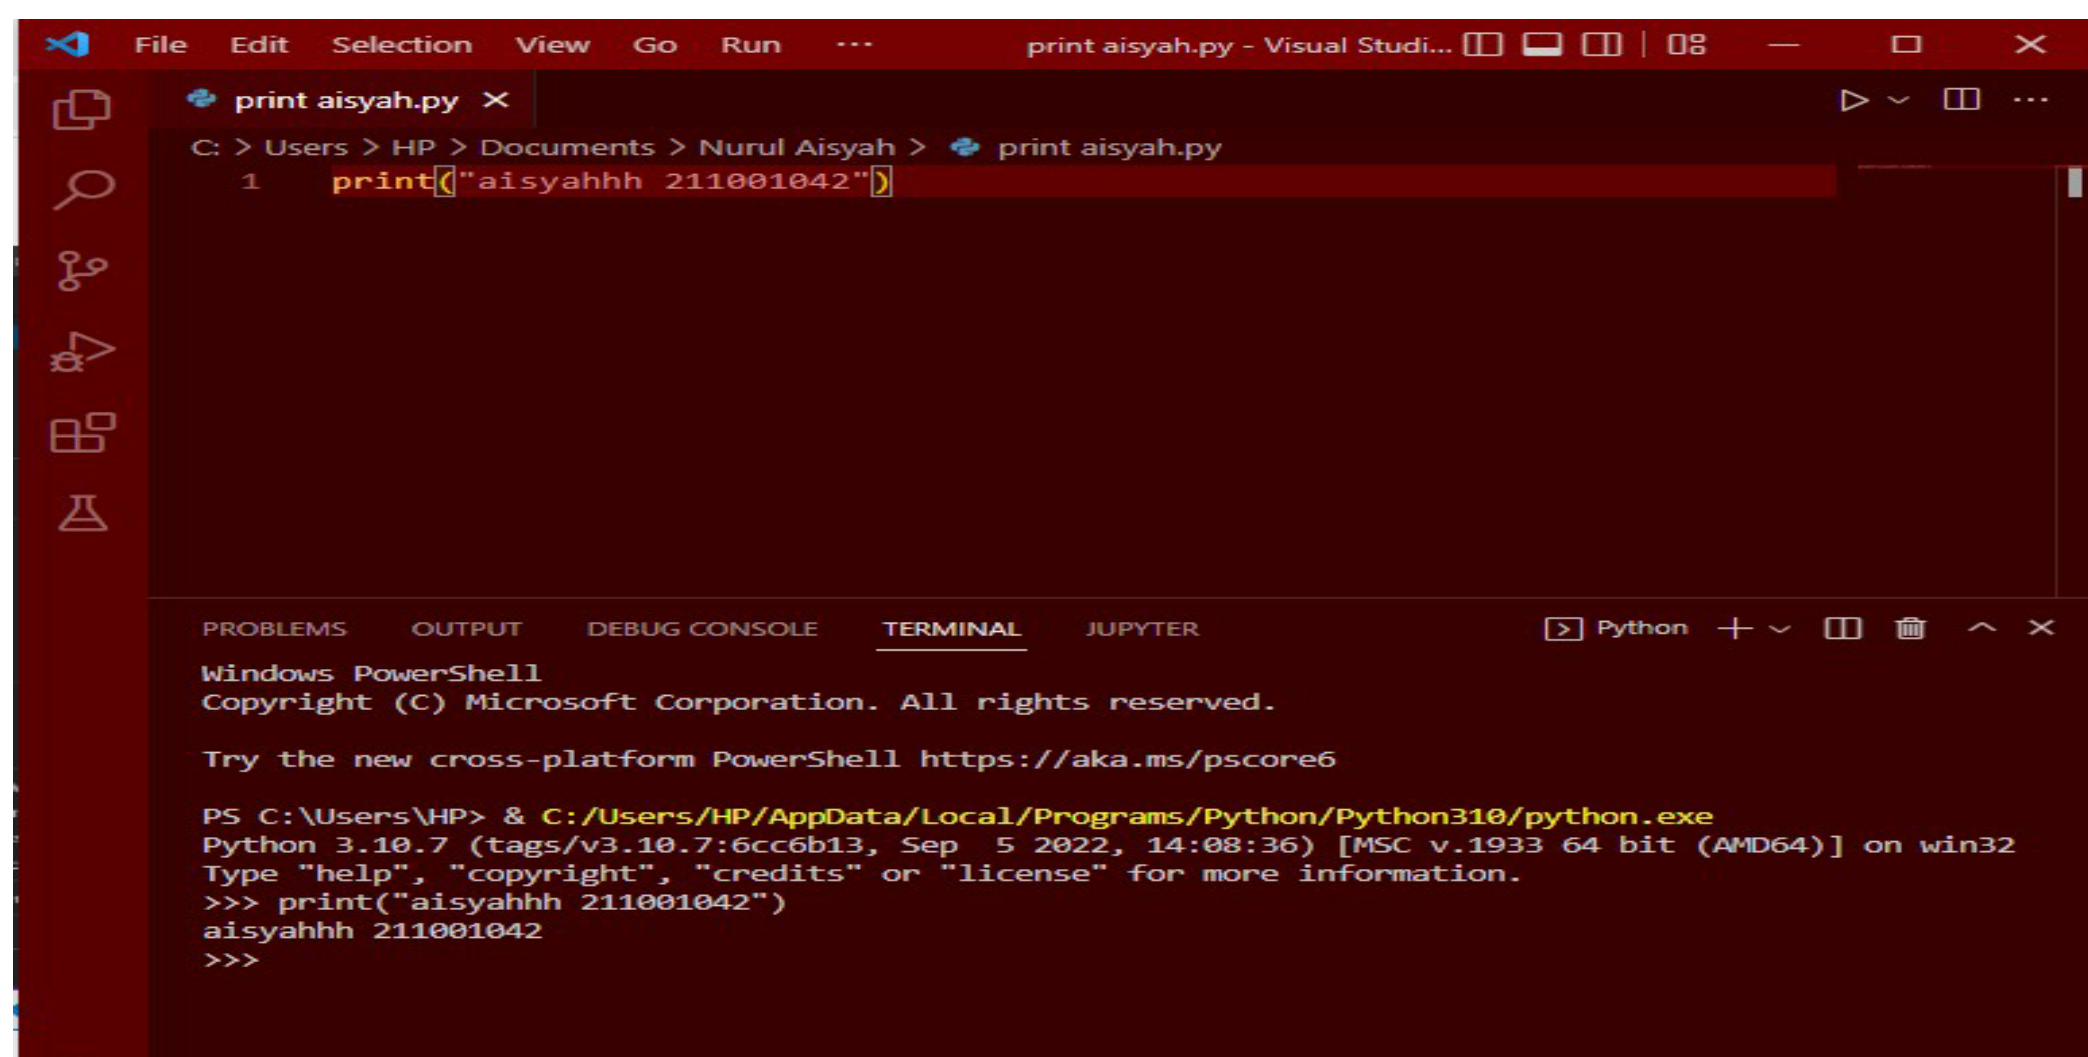 File Edit Selection View Go Run ··· print aisyah.py - Visual Studi...
print aisyah.py
C: > Users > HP > Documents > Nurul Aisyah > print aisyah.py
1 print("aisyahhh 211001042")
PROBLEMS OUTPUT DEBUG CONSOLE TERMINAL JUPYTER Python
Windows PowerShell
Copyright (C) Microsoft Corporation. All rights reserved.
Try the new cross-platform PowerShell https://aka.ms/pscore6
PS C:\Users\HP> & C:/Users/HP/AppData/Local/Programs/Python/Python310/python.exe
Python 3.10.7 (tags/v3.10.7:6cc6b13, Sep  5 2022, 14:08:36) [MSC v.1933 64 bit (AMD64)] on win32
Type "help", "copyright", "credits" or "license" for more information.
>>> print("aisyahhh 211001042")
aisyahhh 211001042
>>>